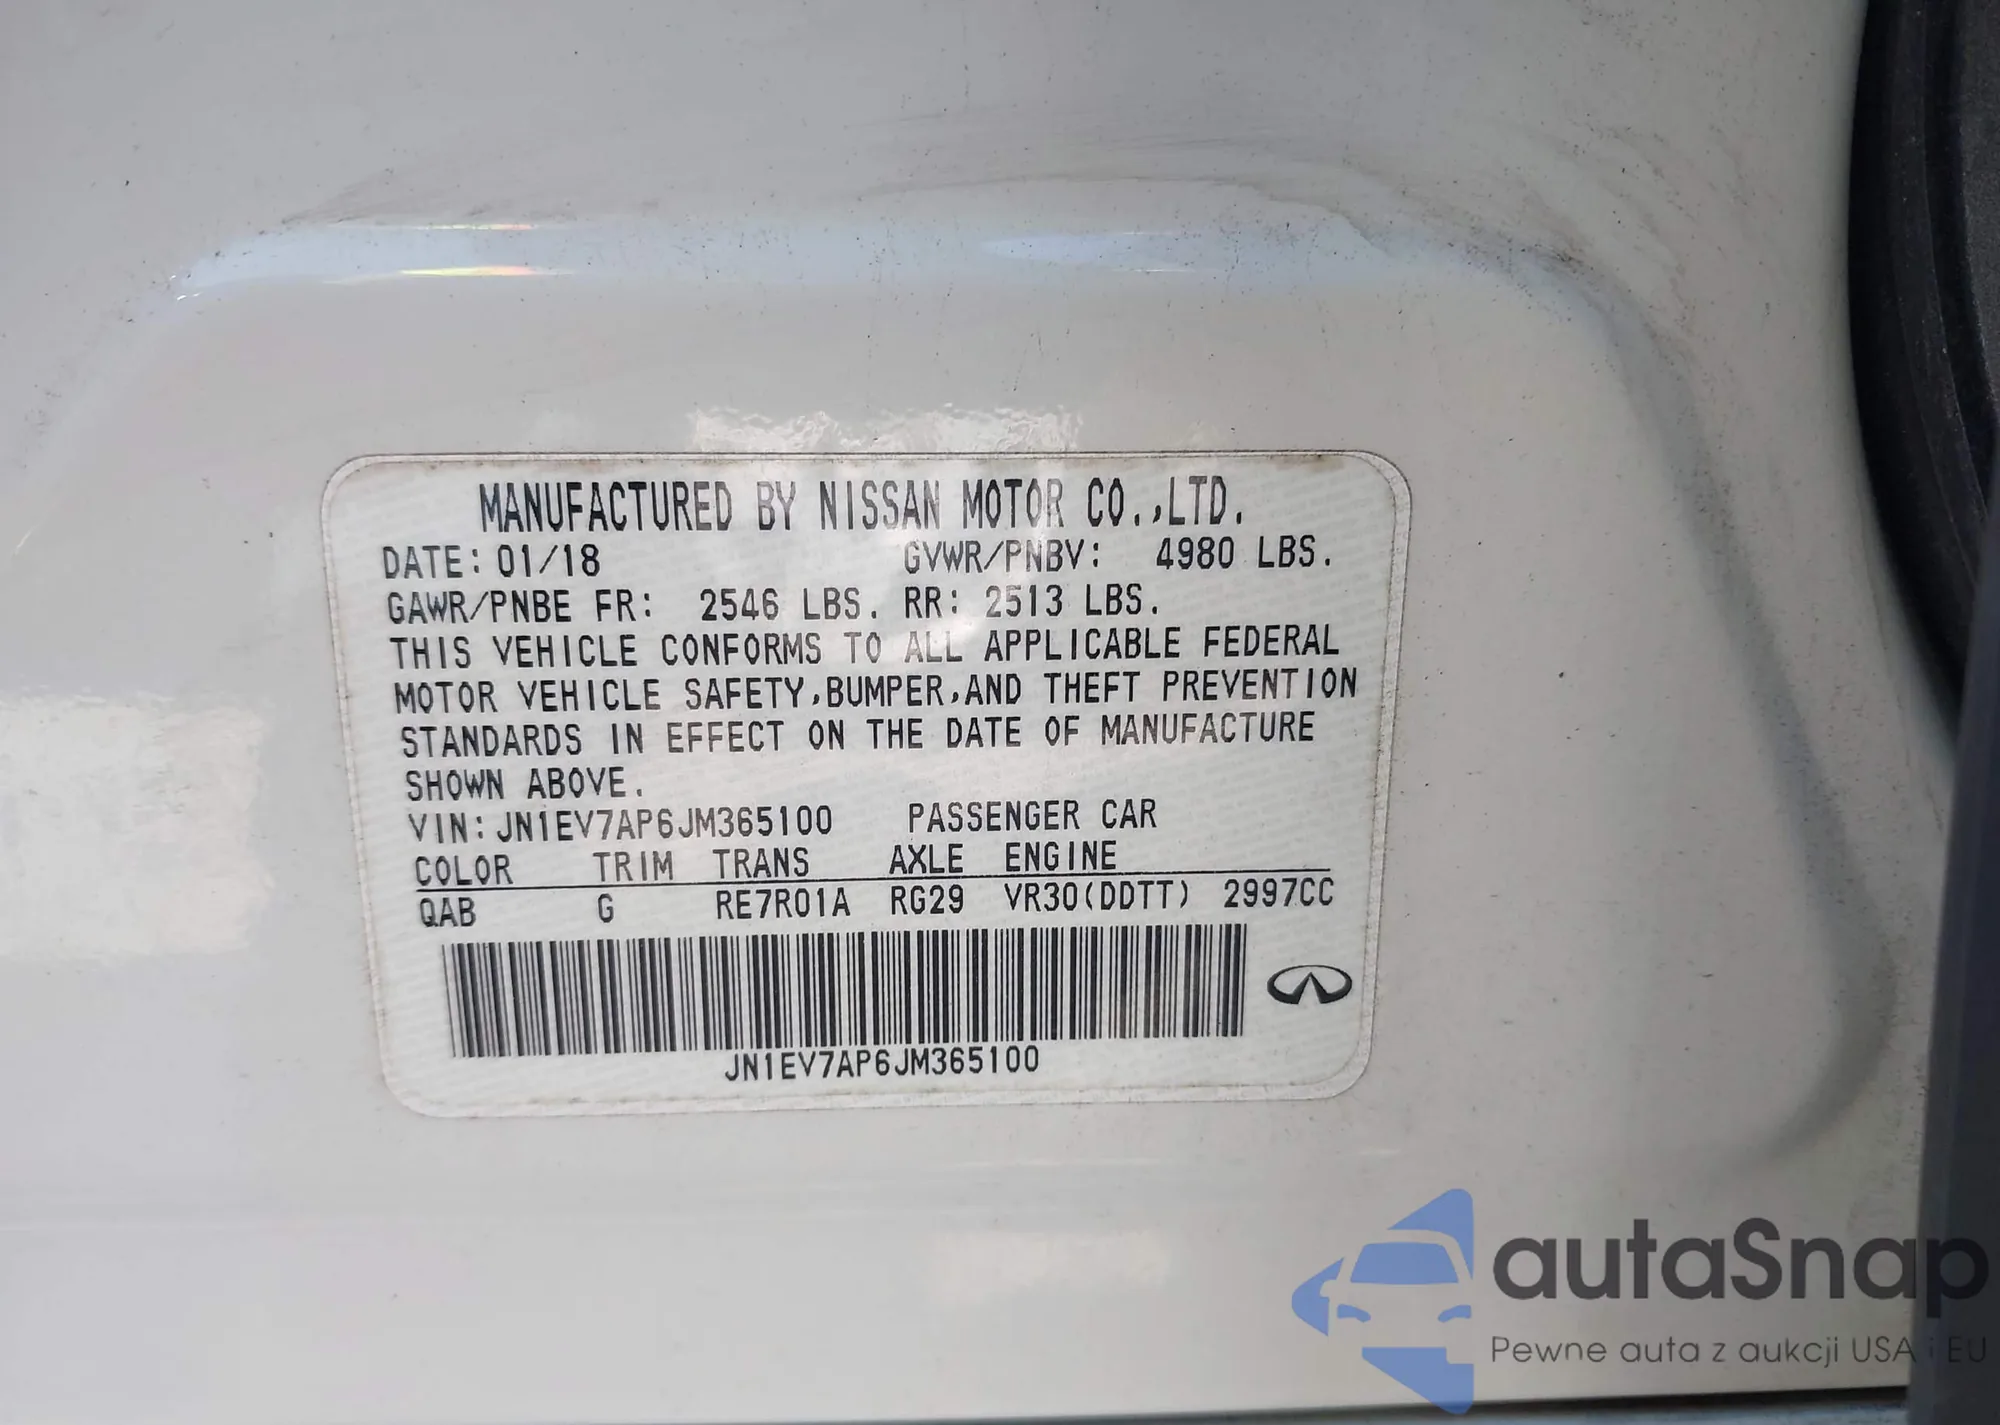 MANUFACTURED BY NISSAN MOTOR CO.,LTD.
DATE: 01/18 GVWR/PNBV: 4980 LBS.
GAWR/PNBE FR: 2546 LBS. RR: 2513 LBS.
THIS VEHICLE CONFORMS TO ALL APPLICABLE FEDERAL
MOTOR VEHICLE SAFETY,BUMPER,AND THEFT PREVENTION
STANDARDS IN EFFECT ON THE DATE OF MANUFACTURE
SHOWN ABOVE.
VIN: JN1EV7AP6JM365100 PASSENGER CAR
COLOR TRIM TRANS AXLE ENGINE
QAB G RE7R01A RG29 VR30(DDTT) 2997CC
JN1EV7AP6JM365100
autaSnap
Pewne auta z aukcji USA i EU